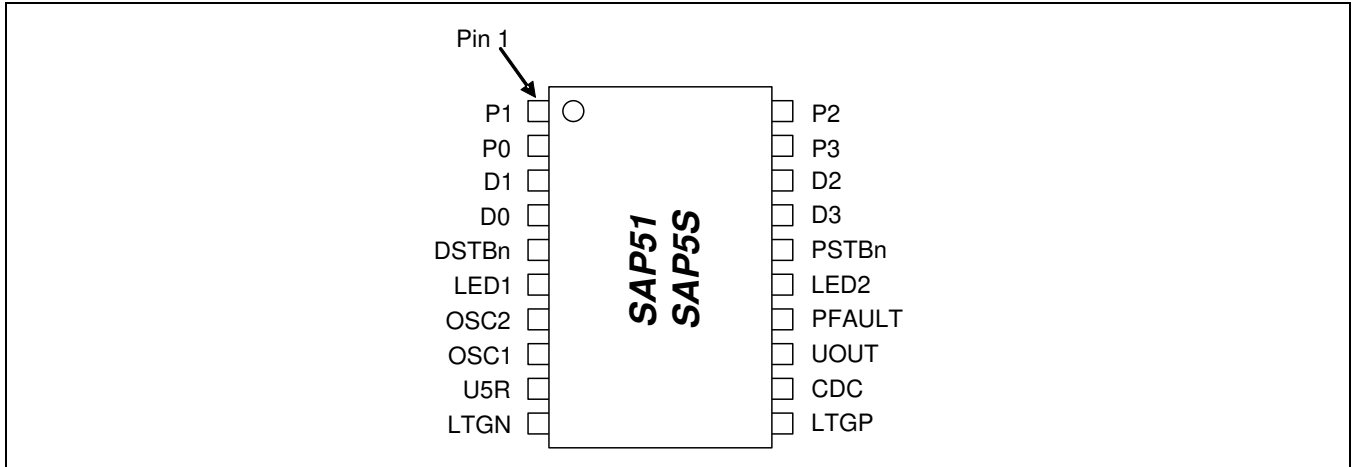 Pin 1
P1 P2
P0 P3
D1 D2
D0 D3
DSTBn PSTBn
LED1 LED2
OSC2 PFAULT
OSC1 UOUT
U5R CDC
LTGN LTGP
SAP51
SAP5S